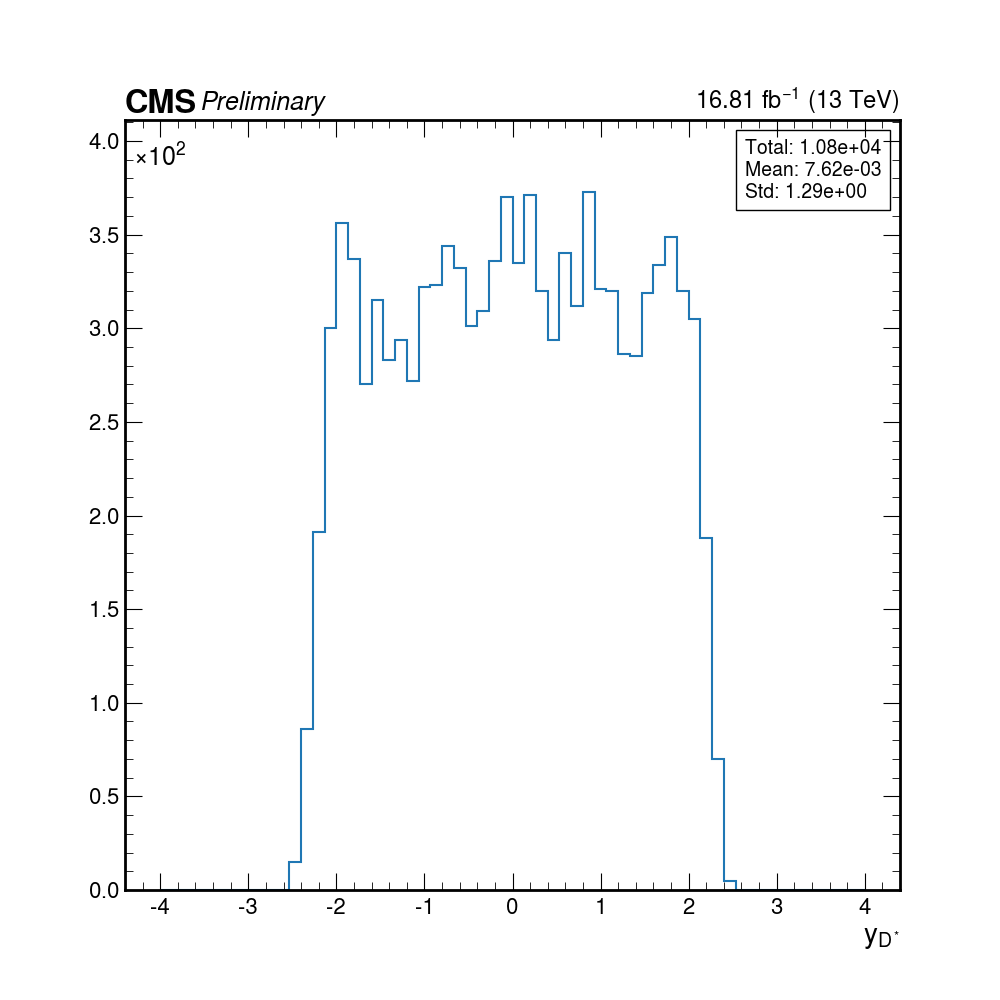 CMS Preliminary 16.81 fb⁻¹ (13 TeV)
×10²
Total: 1.08e+04
Mean: 7.62e-03
Std: 1.29e+00
4.0
3.5
3.0
2.5
2.0
1.5
1.0
0.5
0.0
-4 -3 -2 -1 0 1 2 3 4
y_D*